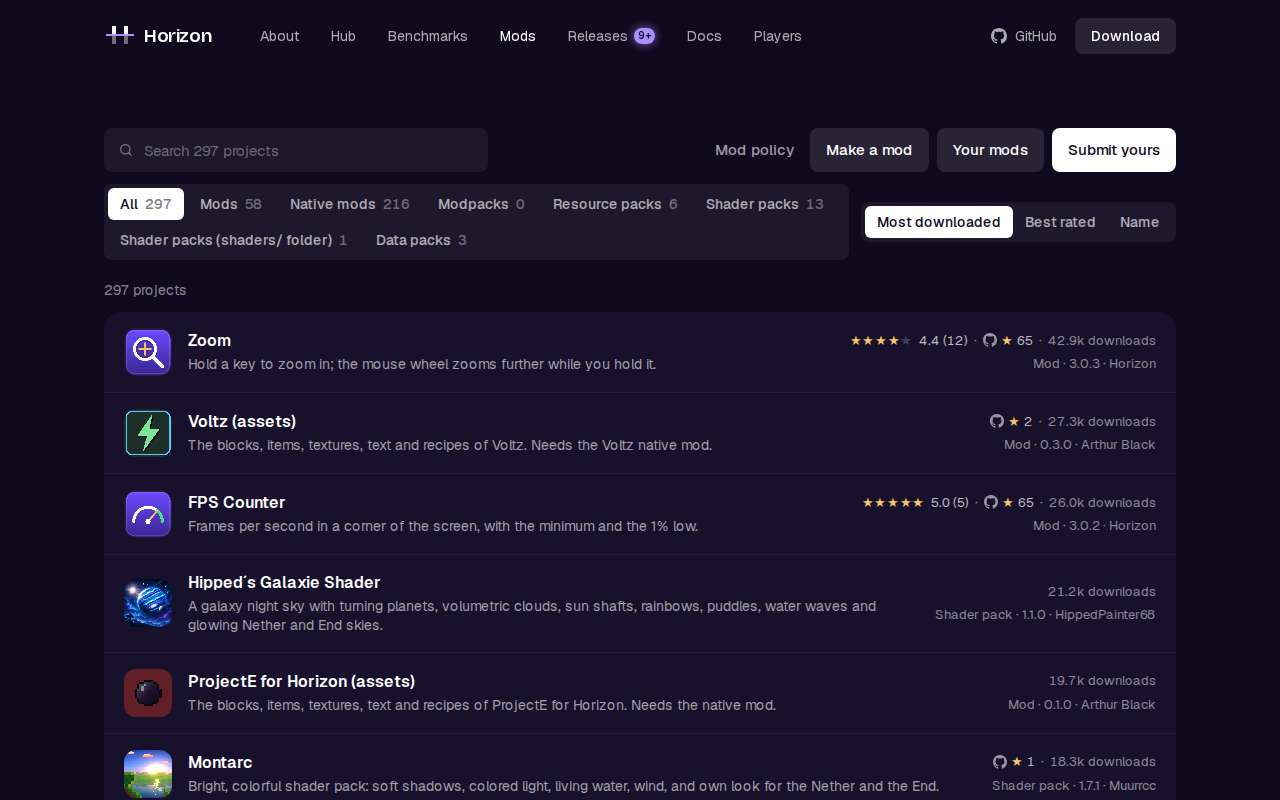 Horizon About Hub Benchmarks Mods Releases 9+ Docs Players GitHub Download
Search 297 projects Mod policy Make a mod Your mods Submit yours
All 297 Mods 58 Native mods 216 Modpacks 0 Resource packs 6 Shader packs 13
Shader packs (shaders/ folder) 1 Data packs 3
Most downloaded Best rated Name
297 projects
Zoom ★★★★★ 4.4 (12) · ★ 65 · 42.9k downloads
Hold a key to zoom in; the mouse wheel zooms further while you hold it. Mod · 3.0.3 · Horizon
Voltz (assets) ★ 2 · 27.3k downloads
The blocks, items, textures, text and recipes of Voltz. Needs the Voltz native mod. Mod · 0.3.0 · Arthur Black
FPS Counter ★★★★★ 5.0 (5) · ★ 65 · 26.0k downloads
Frames per second in a corner of the screen, with the minimum and the 1% low. Mod · 3.0.2 · Horizon
Hipped´s Galaxie Shader 21.2k downloads
A galaxy night sky with turning planets, volumetric clouds, sun shafts, rainbows, puddles, water waves and
glowing Nether and End skies.
Shader pack · 1.1.0 · HippedPainter68
ProjectE for Horizon (assets) 19.7k downloads
The blocks, items, textures, text and recipes of ProjectE for Horizon. Needs the native mod. Mod · 0.1.0 · Arthur Black
Montarc ★ 1 · 18.3k downloads
Bright, colorful shader pack: soft shadows, colored light, living water, wind, and own look for the Nether and the End. Shader pack · 1.7.1 · Muurrcc